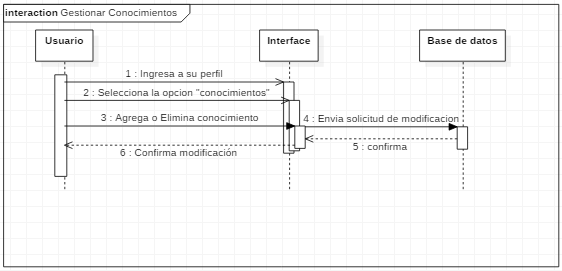 interaction Gestionar Conocimientos
Usuario
Interface
Base de datos
1 : Ingresa a su perfil
2 : Selecciona la opcion "conocimientos"
3 : Agrega o Elimina conocimiento
4 : Envia solicitud de modificacion
5 : confirma
6 : Confirma modificación